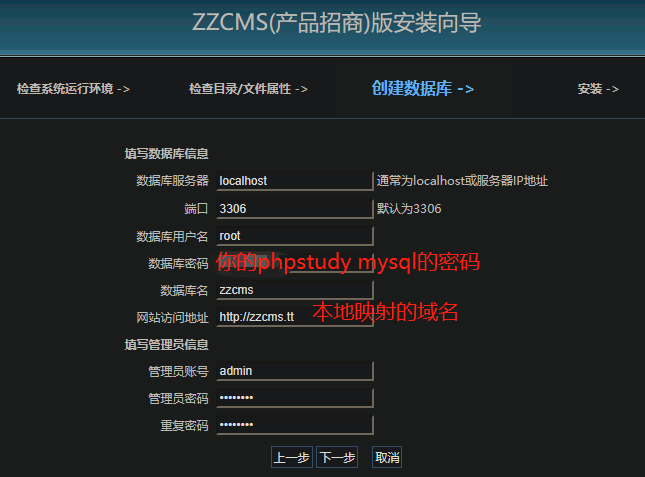 ZZCMS(产品招商)版安装向导
检查系统运行环境 -> 检查目录/文件属性 -> 创建数据库 -> 安装 ->
填写数据库信息
数据库服务器 localhost 通常为localhost或服务器IP地址
端口 3306 默认为3306
数据库用户名 root
数据库密码 你的phpstudy mysql的密码
数据库名 zzcms
网站访问地址 http://zzcms.tt 本地映射的域名
填写管理员信息
管理员账号 admin
管理员密码 ••••••••
重复密码 ••••••••
上一步 下一步 取消